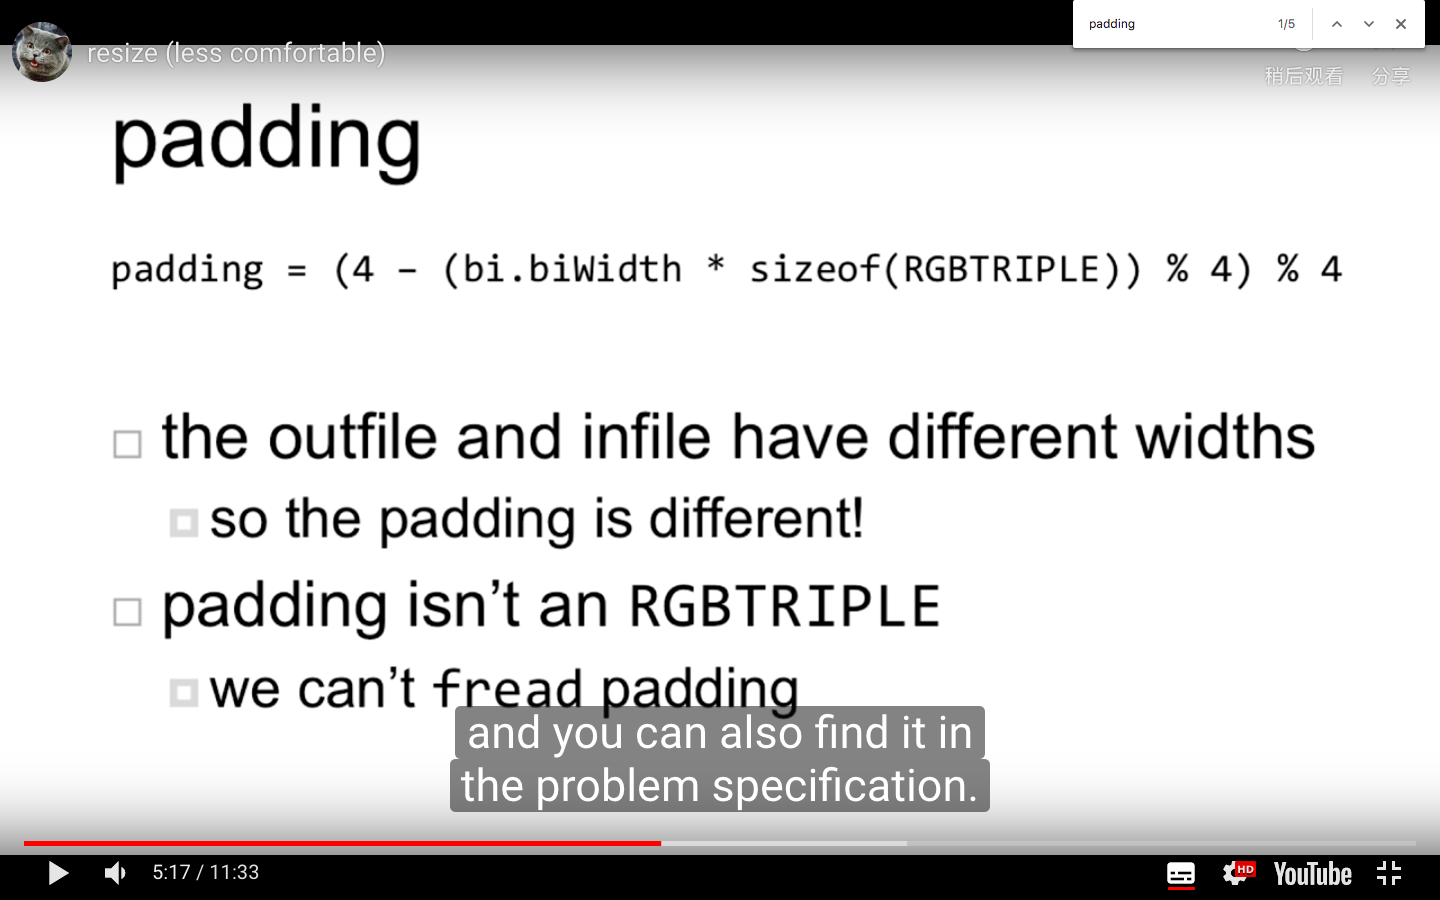 padding 1/5
resize (less comfortable)
稍后观看 分享
padding
padding = (4 – (bi.biWidth * sizeof(RGBTRIPLE)) % 4) % 4
the outfile and infile have different widths
so the padding is different!
padding isn’t an RGBTRIPLE
we can’t fread padding
and you can also find it in
the problem specification.
5:17 / 11:33
HD
YouTube